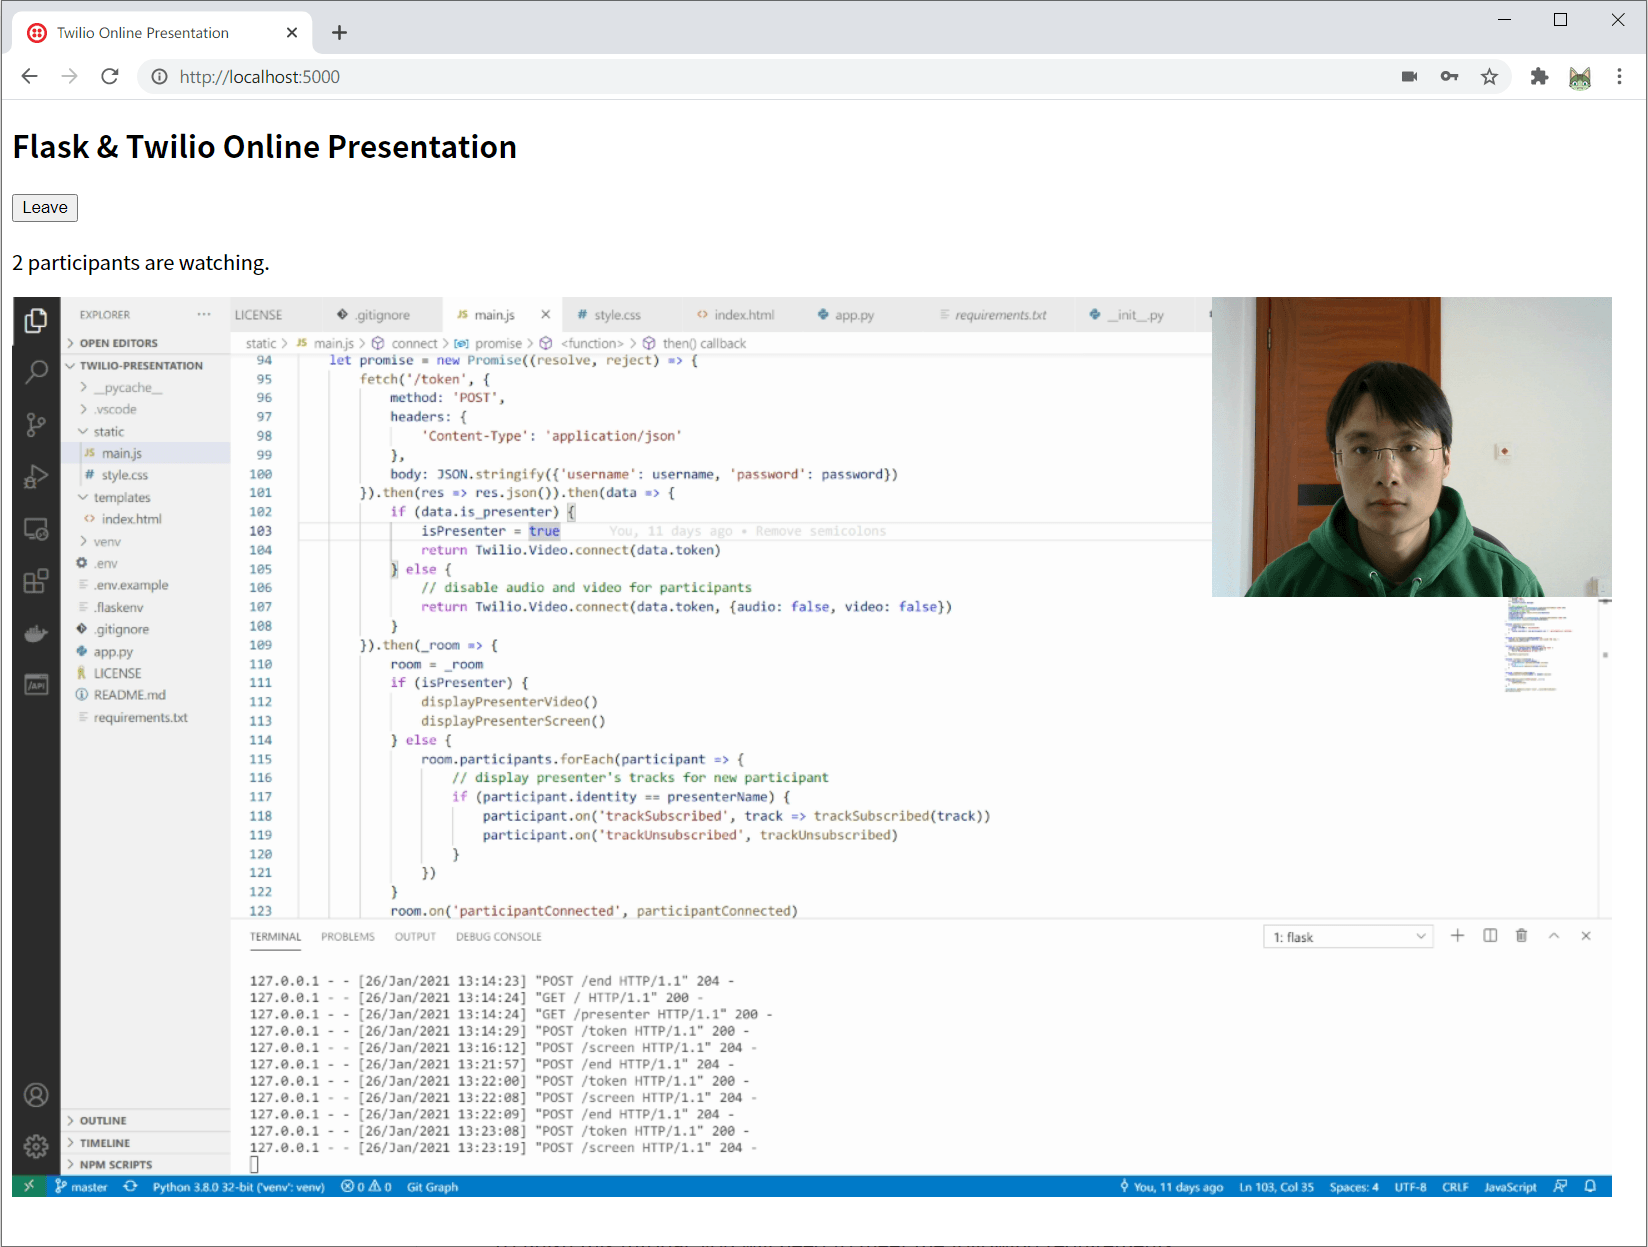 Twilio Online Presentation
http://localhost:5000
Flask & Twilio Online Presentation
Leave
2 participants are watching.
EXPLORER ···
OPEN EDITORS
TWILIO-PRESENTATION
__pycache__
.vscode
static
JS main.js
# style.css
templates
<> index.html
venv
.env
.env.example
.flaskenv
.gitignore
app.py
LICENSE
README.md
requirements.txt
OUTLINE
TIMELINE
NPM SCRIPTS
LICENSE .gitignore JS main.js # style.css <> index.html app.py requirements.txt __init__.py
static > JS main.js > connect > promise > <function> > then() callback
94 let promise = new Promise((resolve, reject) => {
95 fetch('/token', {
96 method: 'POST',
97 headers: {
98 'Content-Type': 'application/json'
99 },
100 body: JSON.stringify({'username': username, 'password': password})
101 }).then(res => res.json()).then(data => {
102 if (data.is_presenter) {
103 isPresenter = true You, 11 days ago • Remove semicolons
104 return Twilio.Video.connect(data.token)
105 } else {
106 // disable audio and video for participants
107 return Twilio.Video.connect(data.token, {audio: false, video: false})
108 }
109 }).then(_room => {
110 room = _room
111 if (isPresenter) {
112 displayPresenterVideo()
113 displayPresenterScreen()
114 } else {
115 room.participants.forEach(participant => {
116 // display presenter's tracks for new participant
117 if (participant.identity == presenterName) {
118 participant.on('trackSubscribed', track => trackSubscribed(track))
119 participant.on('trackUnsubscribed', trackUnsubscribed)
120 }
121 })
122 }
123 room.on('participantConnected', participantConnected)
TERMINAL PROBLEMS OUTPUT DEBUG CONSOLE 1: flask
127.0.0.1 - - [26/Jan/2021 13:14:23] "POST /end HTTP/1.1" 204 -
127.0.0.1 - - [26/Jan/2021 13:14:24] "GET / HTTP/1.1" 200 -
127.0.0.1 - - [26/Jan/2021 13:14:24] "GET /presenter HTTP/1.1" 200 -
127.0.0.1 - - [26/Jan/2021 13:14:29] "POST /token HTTP/1.1" 200 -
127.0.0.1 - - [26/Jan/2021 13:16:12] "POST /screen HTTP/1.1" 204 -
127.0.0.1 - - [26/Jan/2021 13:21:57] "POST /end HTTP/1.1" 204 -
127.0.0.1 - - [26/Jan/2021 13:22:00] "POST /token HTTP/1.1" 200 -
127.0.0.1 - - [26/Jan/2021 13:22:08] "POST /screen HTTP/1.1" 204 -
127.0.0.1 - - [26/Jan/2021 13:22:09] "POST /end HTTP/1.1" 204 -
127.0.0.1 - - [26/Jan/2021 13:23:08] "POST /token HTTP/1.1" 200 -
127.0.0.1 - - [26/Jan/2021 13:23:19] "POST /screen HTTP/1.1" 204 -
master Python 3.8.0 32-bit ('venv': venv) 0 0 Git Graph You, 11 days ago Ln 103, Col 35 Spaces: 4 UTF-8 CRLF JavaScript